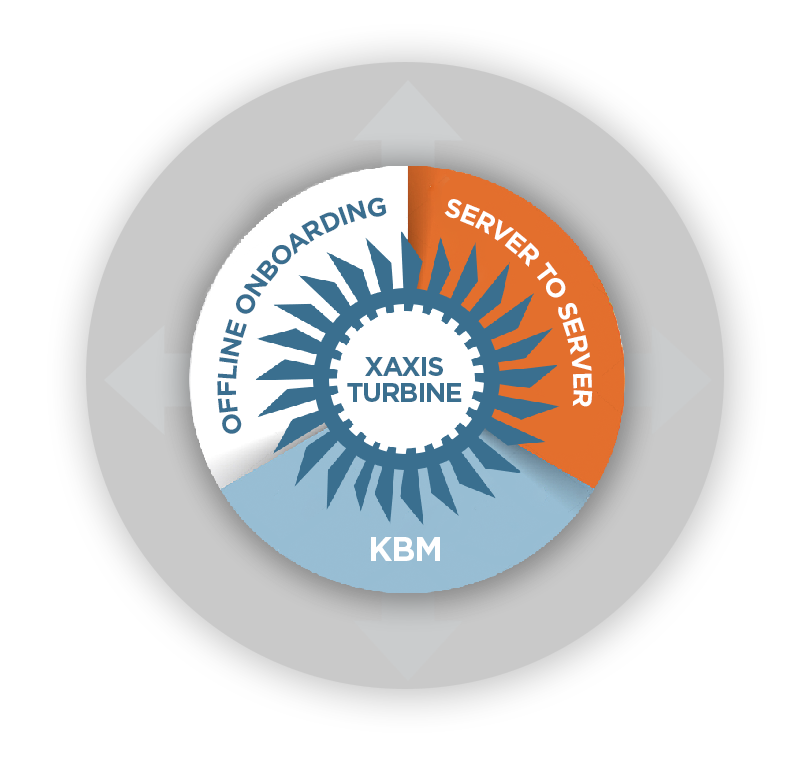 OFFLINE ONBOARDING
SERVER TO SERVER
XAXIS
TURBINE
KBM